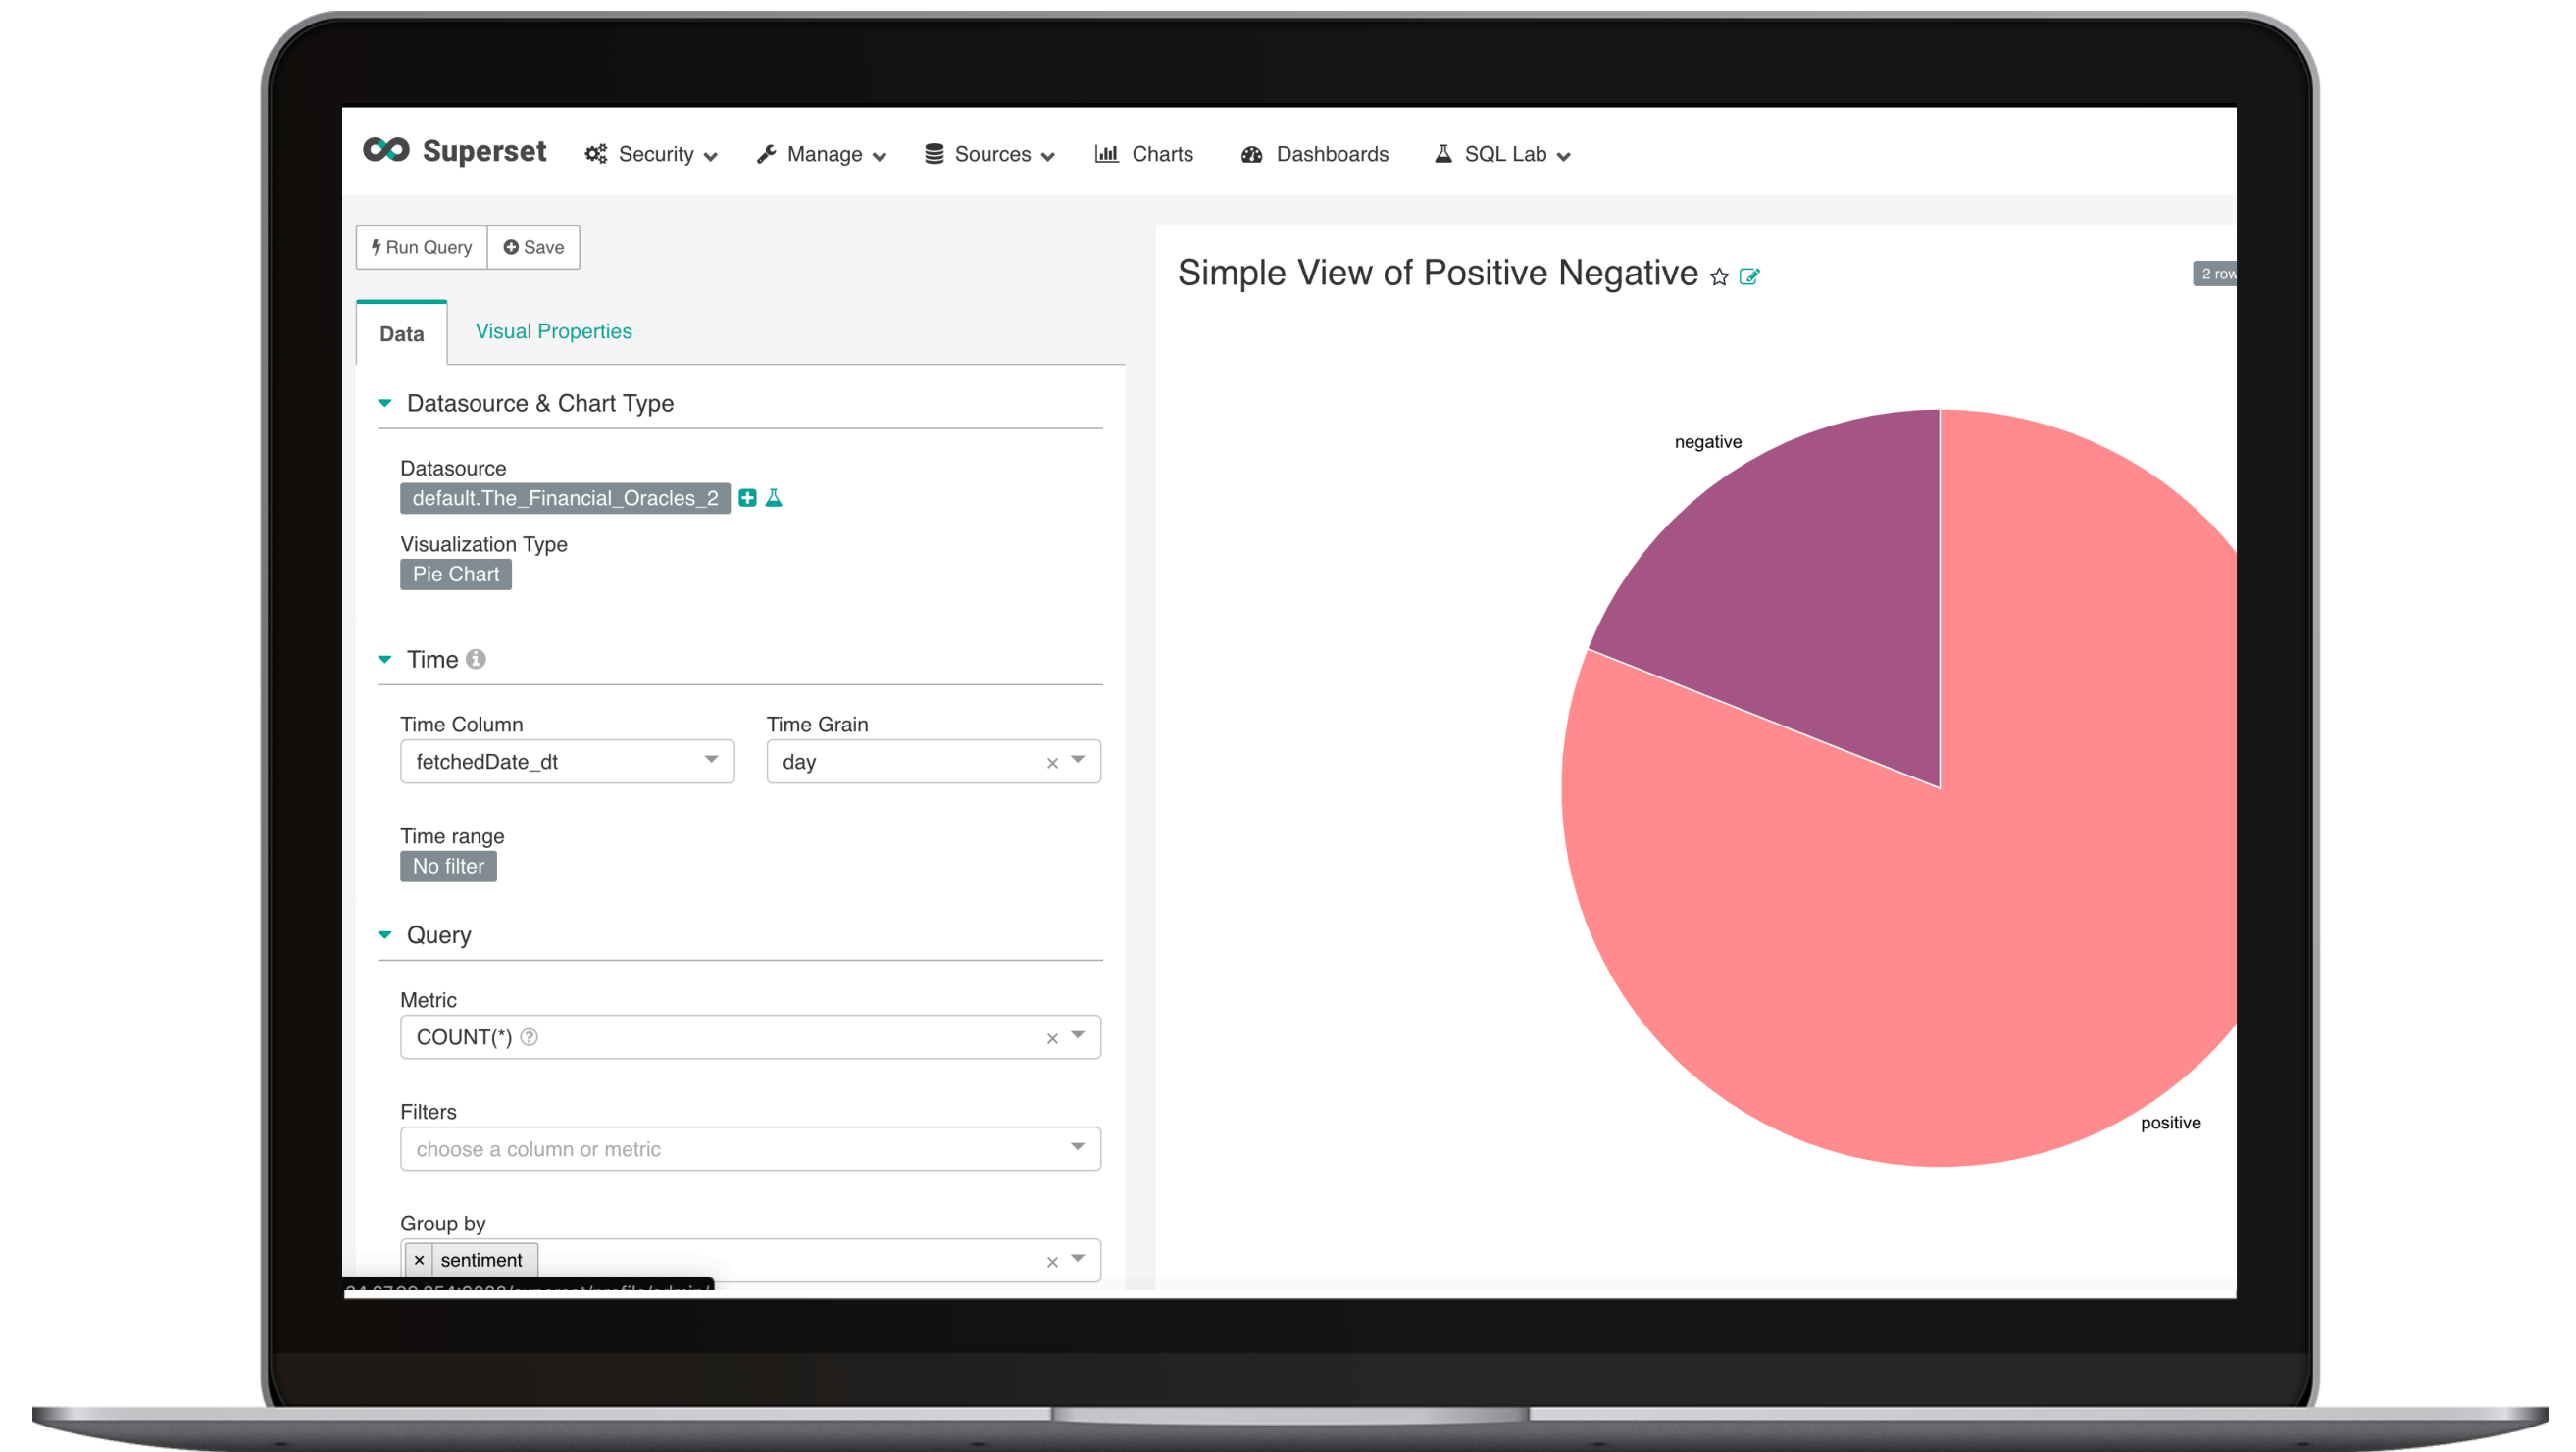 Superset Security Manage Sources Charts Dashboards SQL Lab
Run Query Save
Data Visual Properties
Datasource & Chart Type
Datasource
default.The_Financial_Oracles_2
Visualization Type
Pie Chart
Time
Time Column Time Grain
fetchedDate_dt day
Time range
No filter
Query
Metric
COUNT(*)
Filters
choose a column or metric
Group by
sentiment
Simple View of Positive Negative
2 row
negative
positive